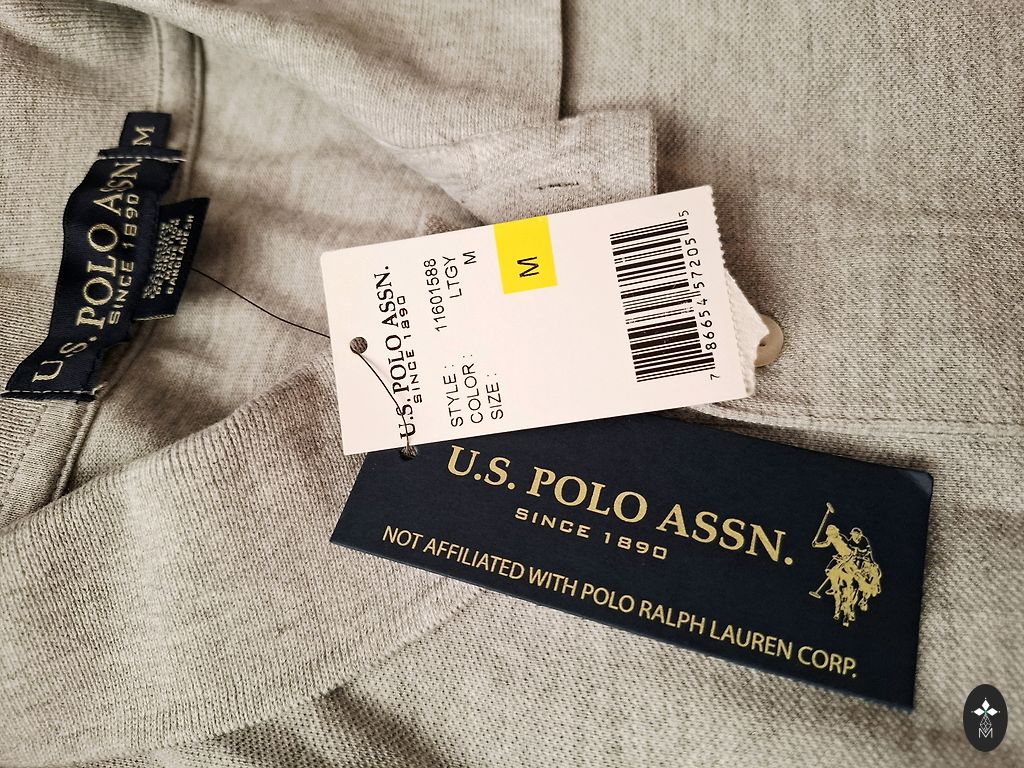 M
U.S. POLO ASSN.
SINCE 1890
U.S. POLO ASSN.
SINCE 1890
STYLE : 11601588
COLOR : LTGY
SIZE : M
M
7 86654 57205 5
U.S. POLO ASSN.
SINCE 1890
NOT AFFILIATED WITH POLO RALPH LAUREN CORP.
M